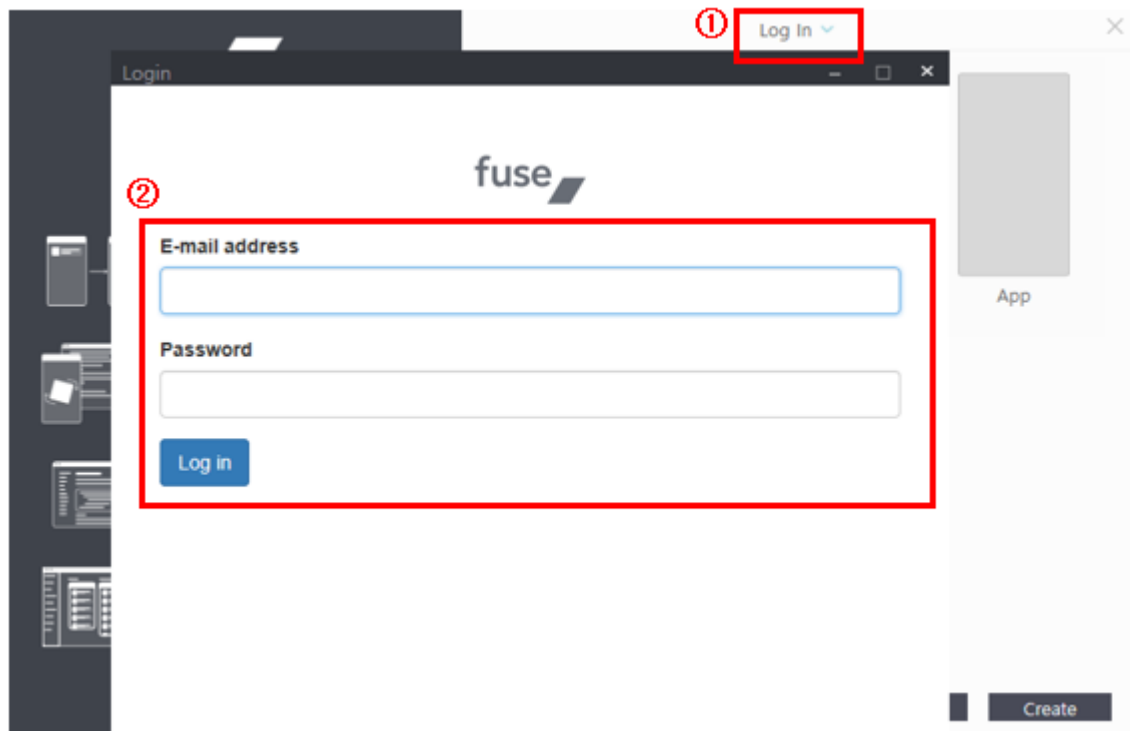 ①
Log In
Login
fuse
②
E-mail address
Password
Log in
App
Create